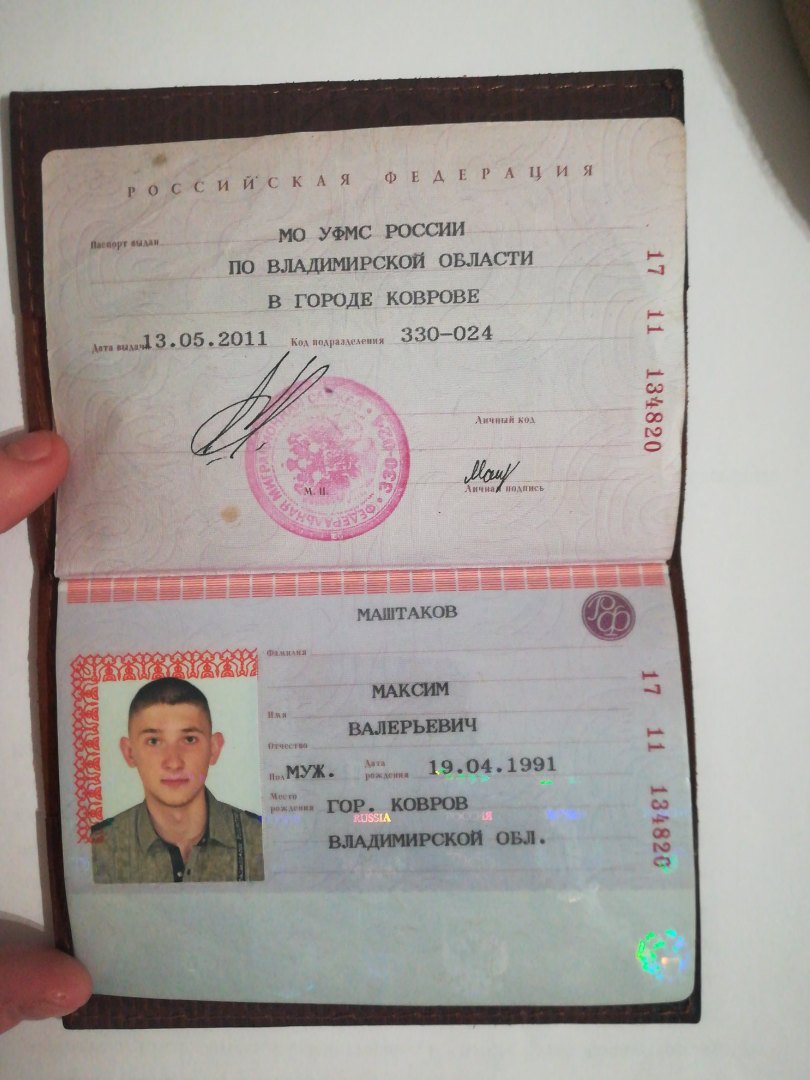 РОССИЙСКАЯ ФЕДЕРАЦИЯ
Паспорт выдан МО УФМС РОССИИ
ПО ВЛАДИМИРСКОЙ ОБЛАСТИ
В ГОРОДЕ КОВРОВЕ
Дата выдачи 13.05.2011 Код подразделения 330-024
Личный код
М. П.
Личная подпись
17 11 134820
МАШТАКОВ
Фамилия
МАКСИМ
Имя
ВАЛЕРЬЕВИЧ
Отчество
Пол МУЖ. Дата рождения 19.04.1991
Место рождения ГОР. КОВРОВ
RUSSIA РОССИЯ
ВЛАДИМИРСКОЙ ОБЛ.
17 11 134820